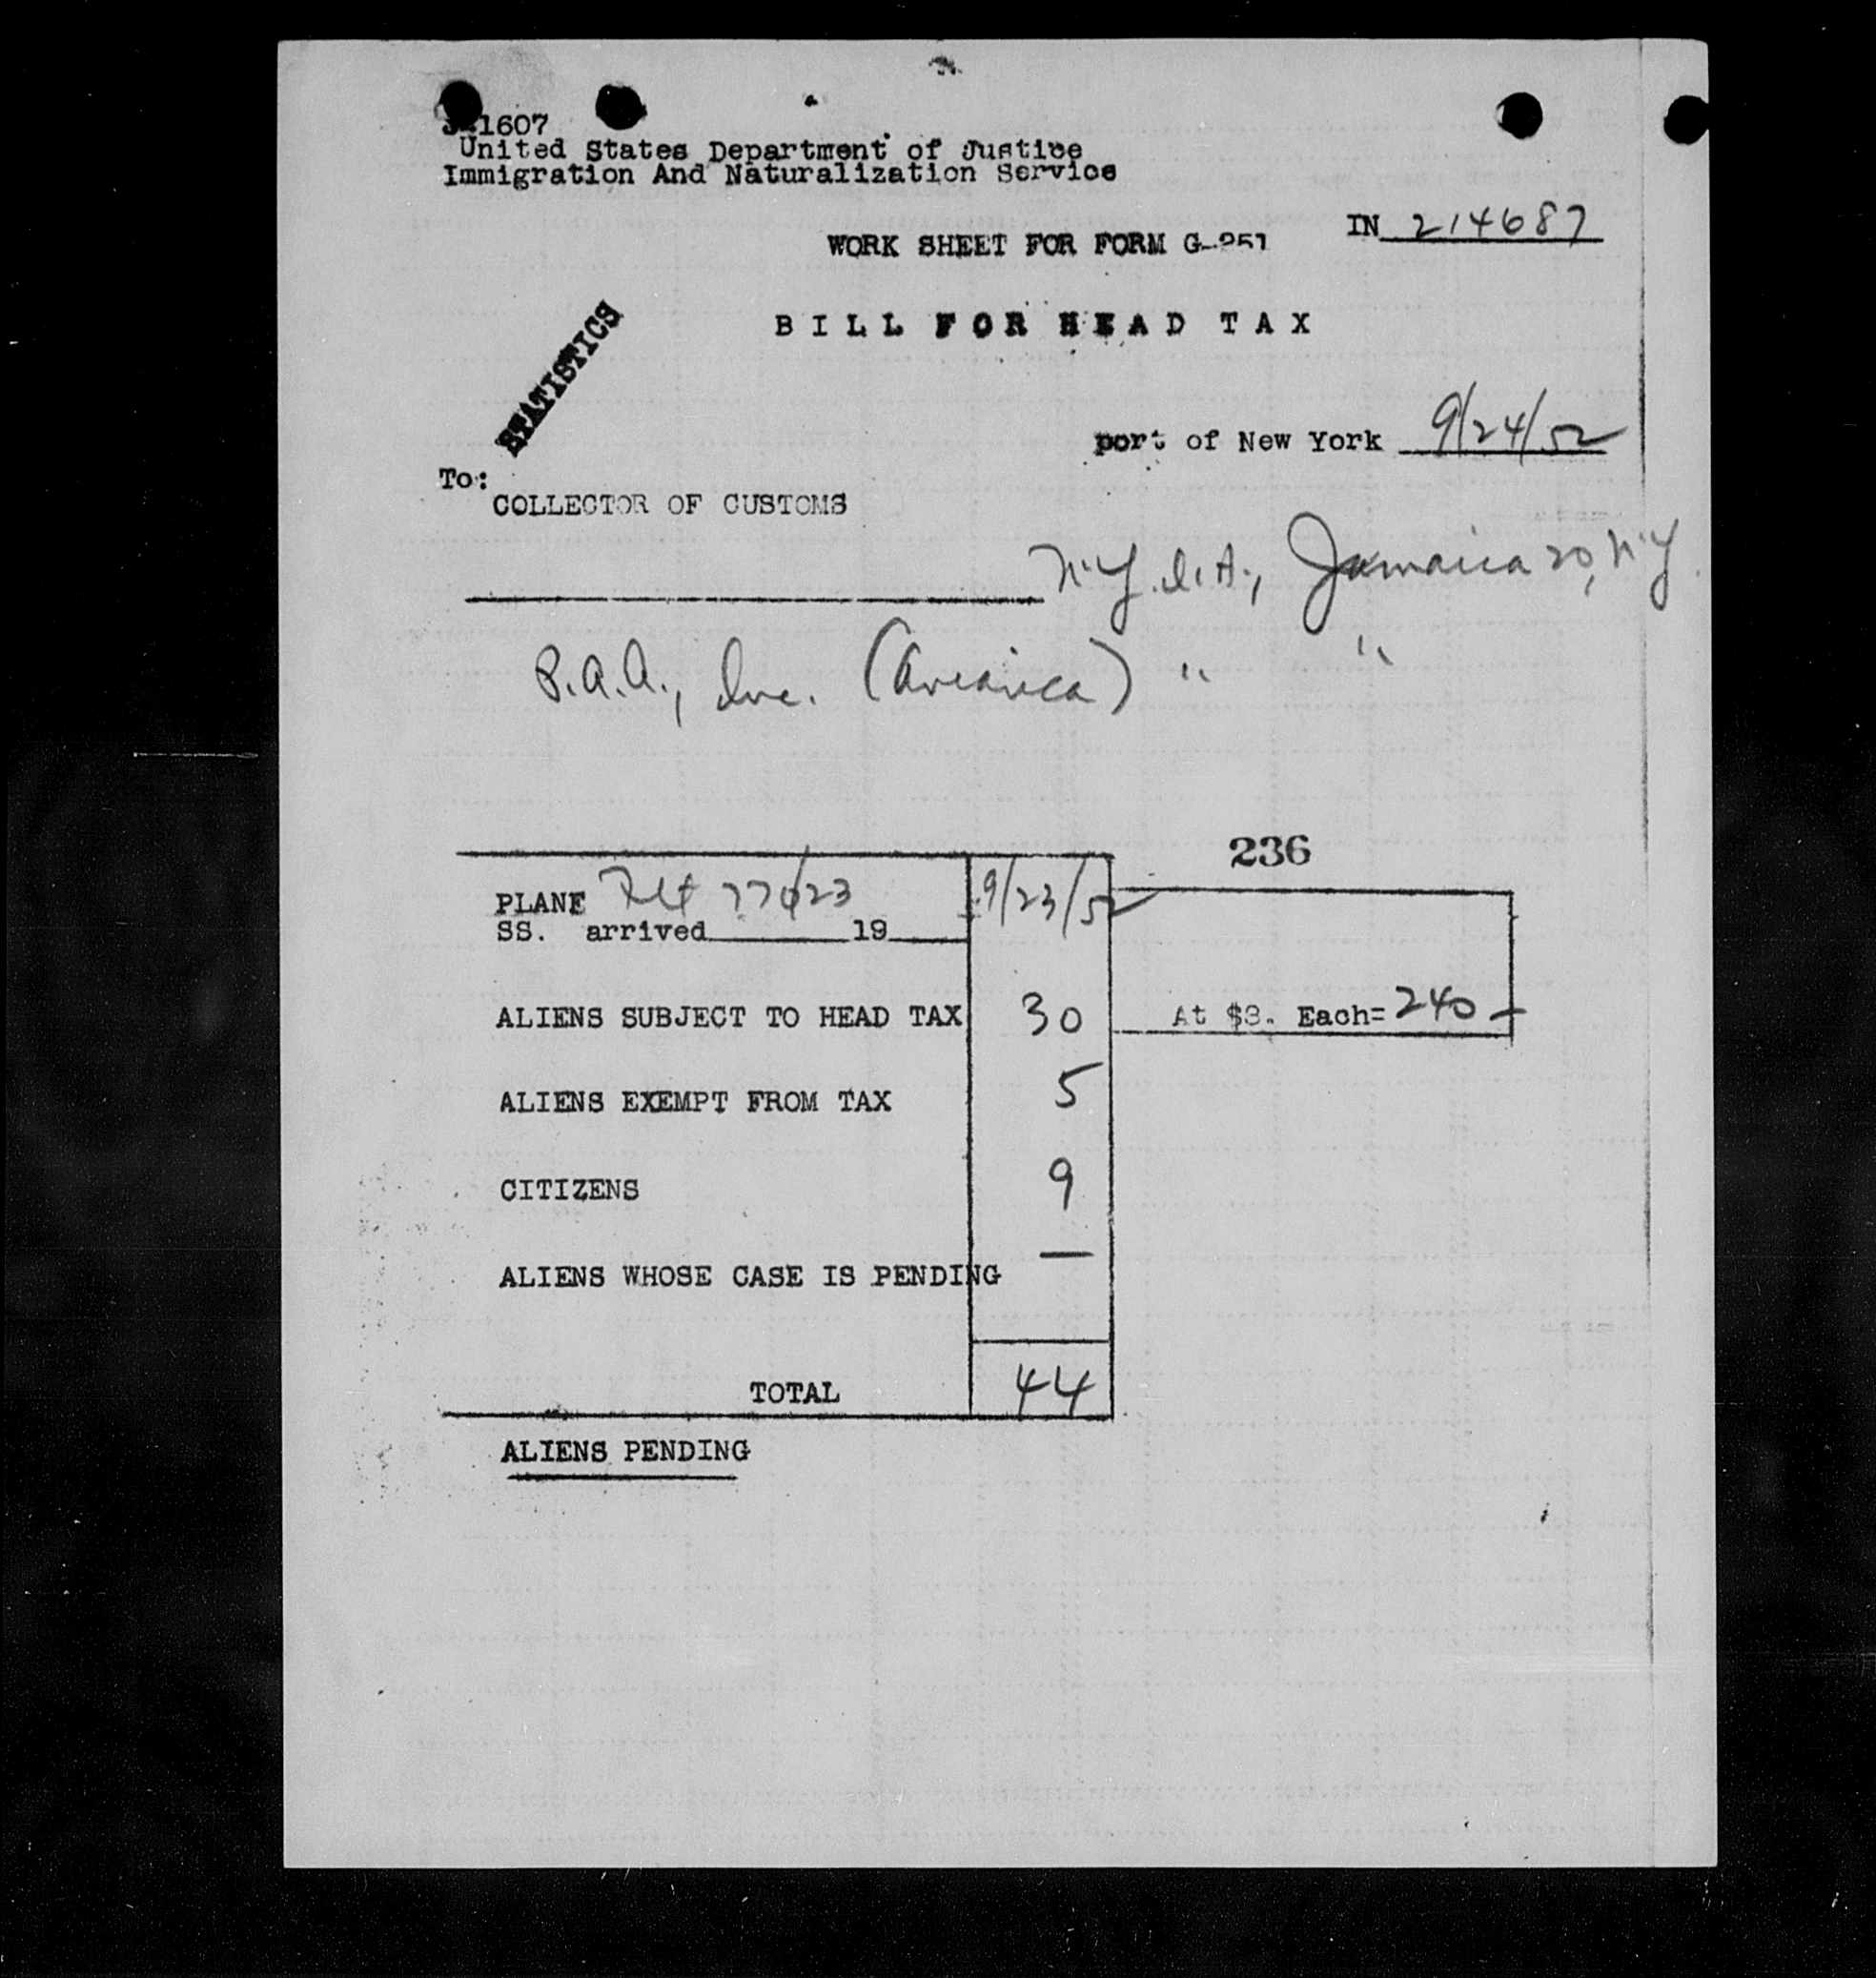 1607
United States Department of Justice
Immigration And Naturalization Service
IN 214687
WORK SHEET FOR FORM G-251
BILL FOR HEAD TAX
STATISTICS
port of New York 9/24/52
To:
COLLECTOR OF CUSTOMS
N.Y.I.A., Jamaica 20, N.Y.
P.A.A., Inc. (Avianca) " "
236
PLANE Flt 9/23/52
SS. arrived 19
ALIENS SUBJECT TO HEAD TAX 30 At $8. Each= 240
ALIENS EXEMPT FROM TAX 5
CITIZENS 9
ALIENS WHOSE CASE IS PENDING —
TOTAL 44
ALIENS PENDING